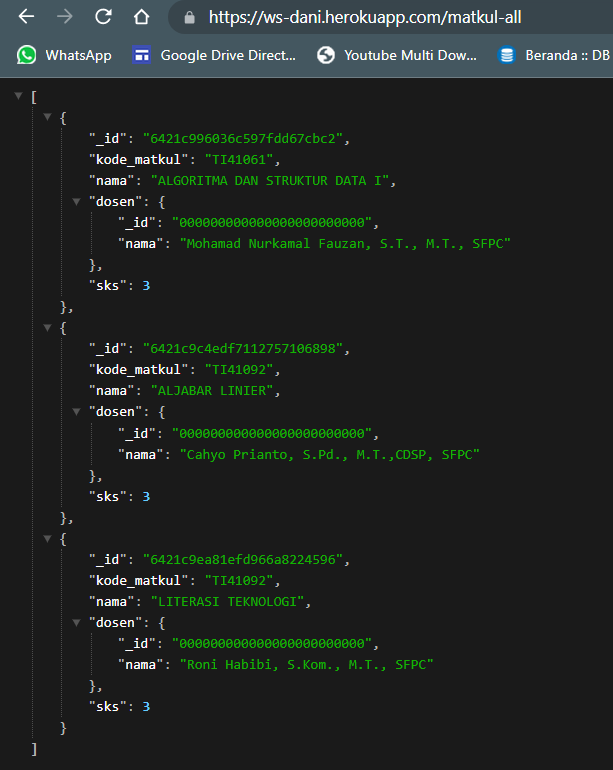 https://ws-dani.herokuapp.com/matkul-all
WhatsApp Google Drive Direct... Youtube Multi Dow... Beranda :: DB
[
{
"_id": "6421c996036c597fdd67cbc2",
"kode_matkul": "TI41061",
"nama": "ALGORITMA DAN STRUKTUR DATA I",
"dosen": {
"_id": "000000000000000000000000",
"nama": "Mohamad Nurkamal Fauzan, S.T., M.T., SFPC"
},
"sks": 3
},
{
"_id": "6421c9c4edf7112757106898",
"kode_matkul": "TI41092",
"nama": "ALJABAR LINIER",
"dosen": {
"_id": "000000000000000000000000",
"nama": "Cahyo Prianto, S.Pd., M.T.,CDSP, SFPC"
},
"sks": 3
},
{
"_id": "6421c9ea81efd966a8224596",
"kode_matkul": "TI41092",
"nama": "LITERASI TEKNOLOGI",
"dosen": {
"_id": "000000000000000000000000",
"nama": "Roni Habibi, S.Kom., M.T., SFPC"
},
"sks": 3
}
]